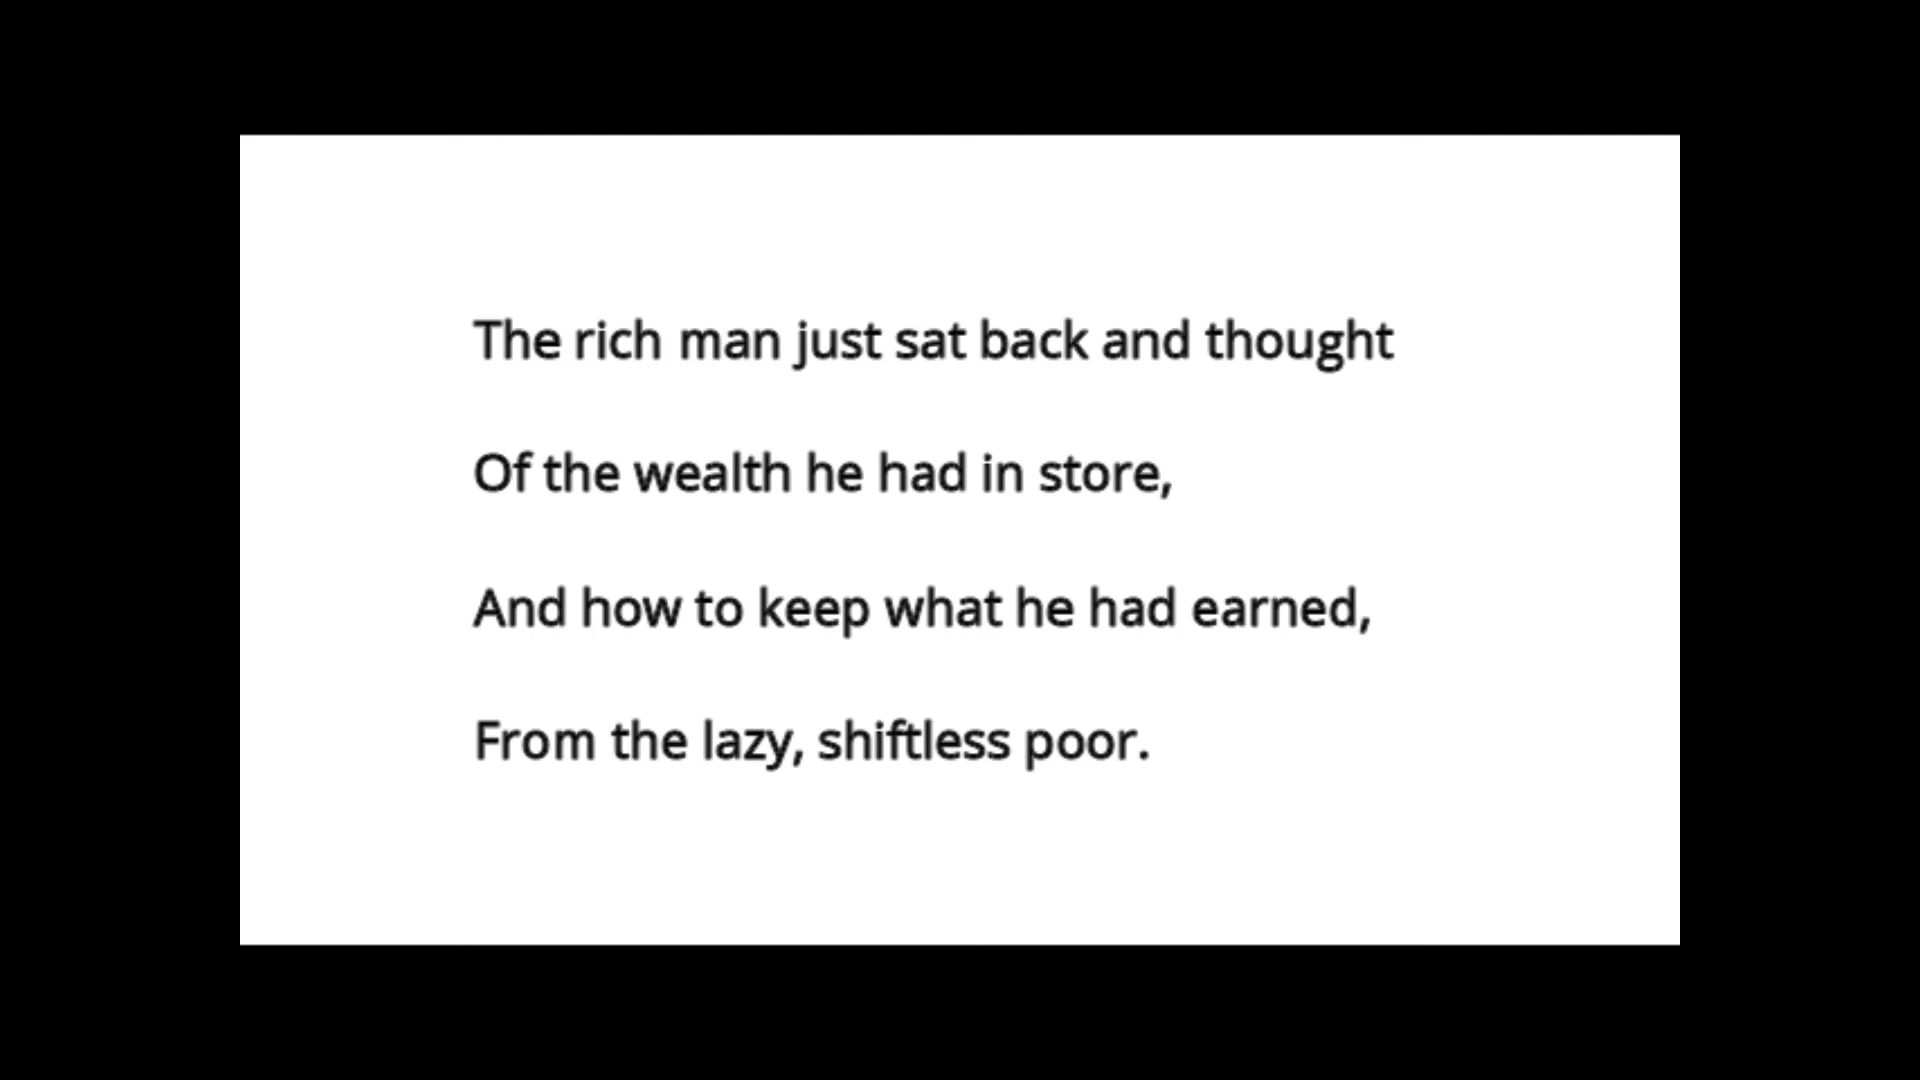 The rich man just sat back and thought
Of the wealth he had in store,
And how to keep what he had earned,
From the lazy, shiftless poor.